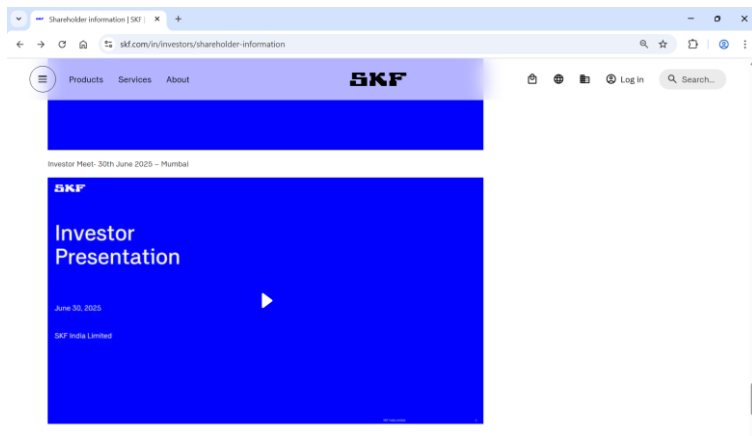 Shareholder information | SKF |
skf.com/in/investors/shareholder-information
Products Services About SKF Log in Search...
Investor Meet- 30th June 2025 – Mumbai
SKF
Investor
Presentation
June 30, 2025
SKF India Limited